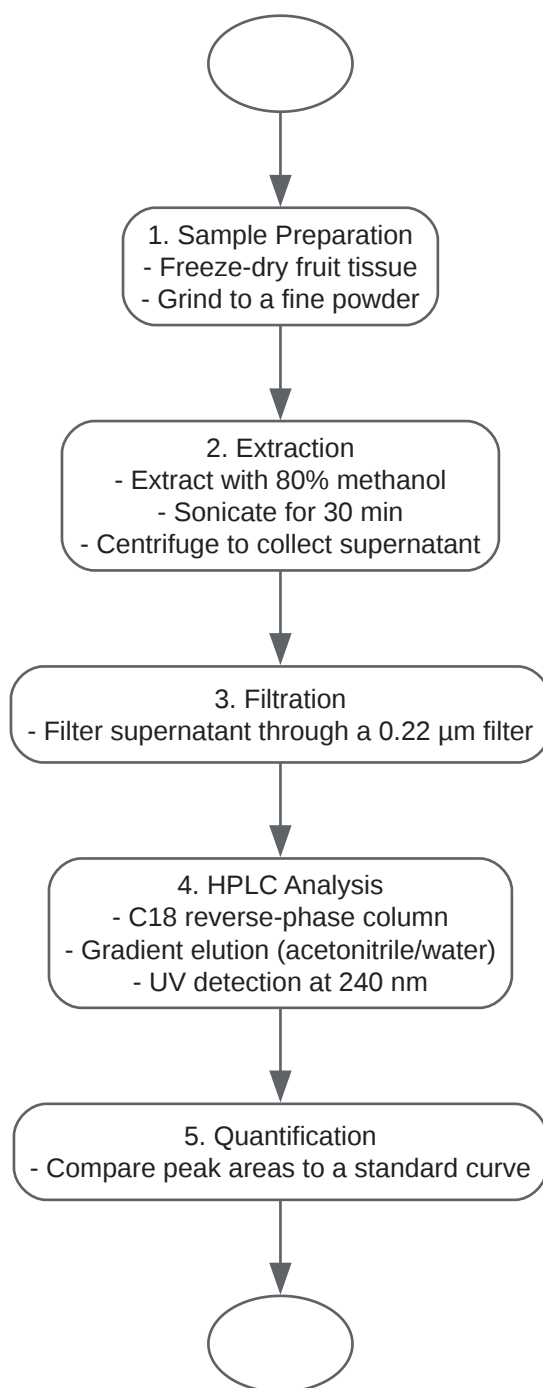 1. Sample Preparation
- Freeze-dry fruit tissue
- Grind to a fine powder
2. Extraction
- Extract with 80% methanol
- Sonicate for 30 min
- Centrifuge to collect supernatant
3. Filtration
- Filter supernatant through a 0.22 µm filter
4. HPLC Analysis
- C18 reverse-phase column
- Gradient elution (acetonitrile/water)
- UV detection at 240 nm
5. Quantification
- Compare peak areas to a standard curve